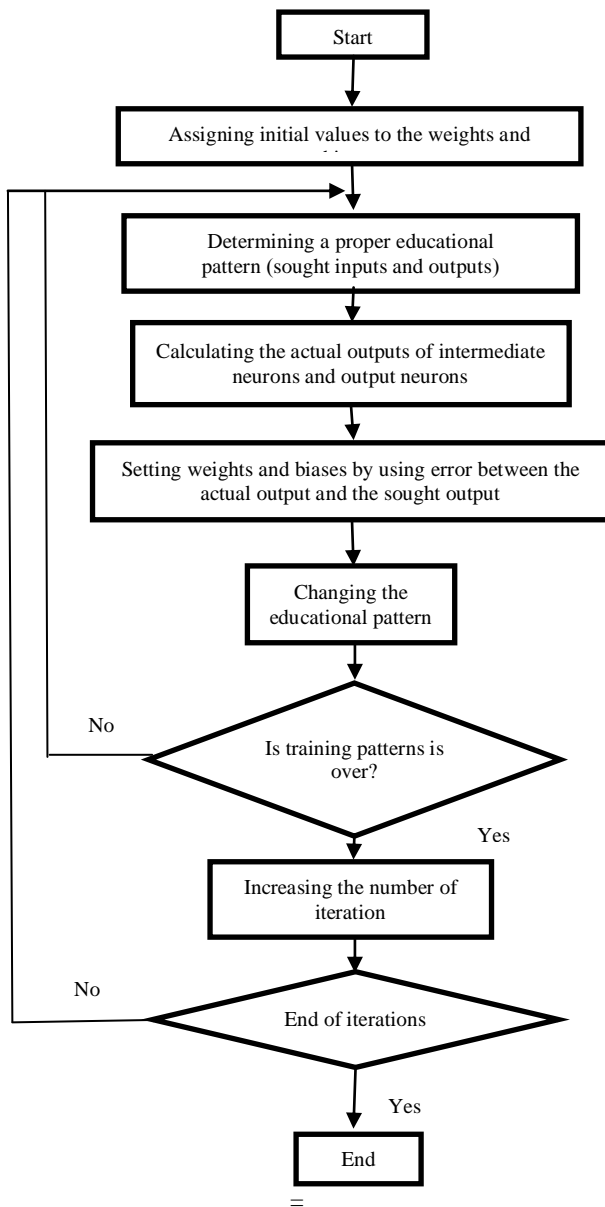 Start
Assigning initial values to the weights and
Determining a proper educational
pattern (sought inputs and outputs)
Calculating the actual outputs of intermediate
neurons and output neurons
Setting weights and biases by using error between the
actual output and the sought output
Changing the
educational pattern
No
Is training patterns is
over?
Yes
Increasing the number of
iteration
No
End of iterations
Yes
End
=